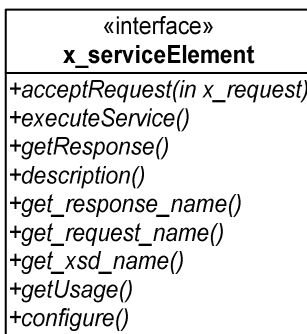 «interface»
x_serviceElement
+acceptRequest(in x_request)
+executeService()
+getResponse()
+description()
+get_response_name()
+get_request_name()
+get_xsd_name()
+getUsage()
+configure()